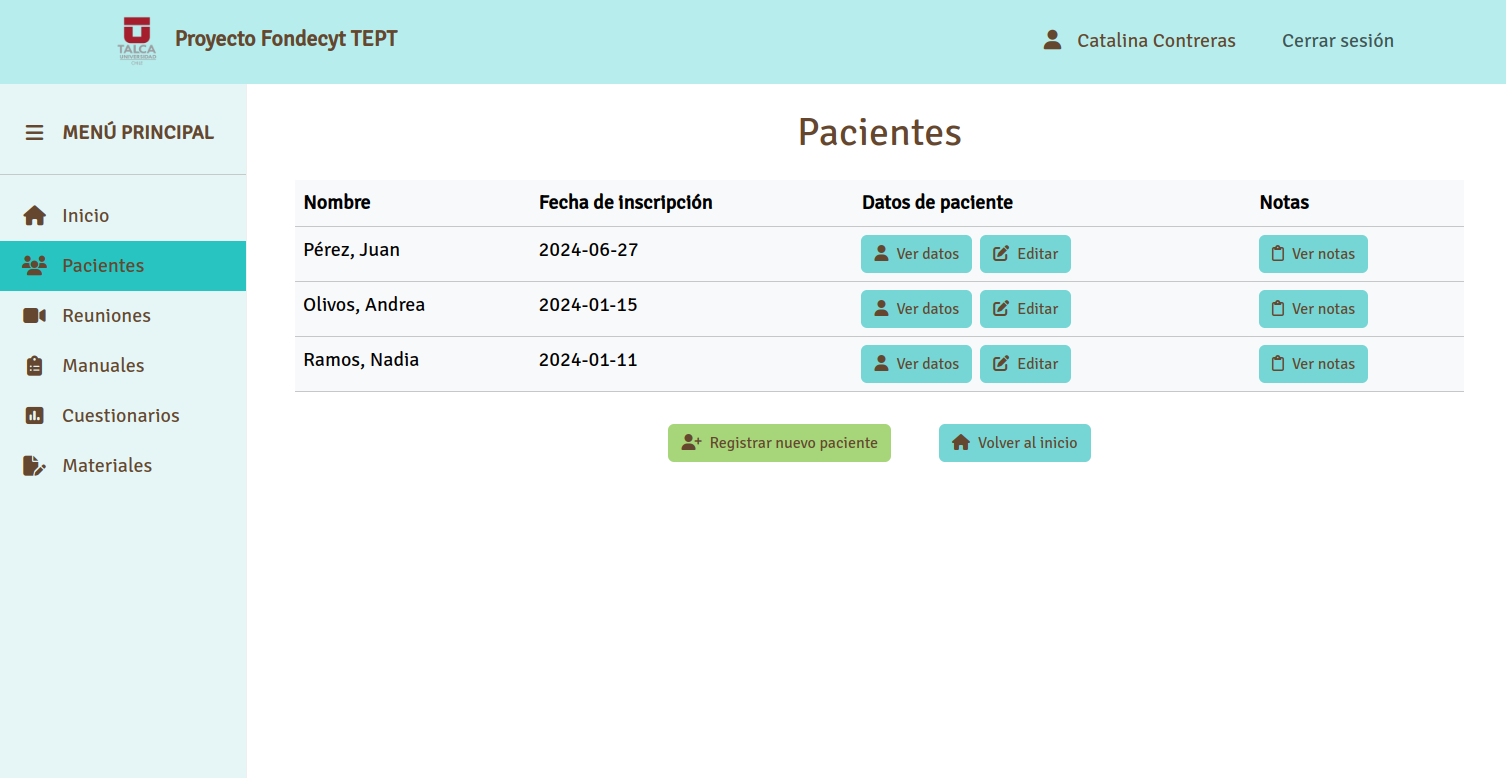 TALCA
UNIVERSIDAD
CHILE
Proyecto Fondecyt TEPT
Catalina Contreras
Cerrar sesión
MENÚ PRINCIPAL
Inicio
Pacientes
Reuniones
Manuales
Cuestionarios
Materiales
Pacientes
Nombre Fecha de inscripción Datos de paciente Notas
Pérez, Juan 2024-06-27 Ver datos Editar Ver notas
Olivos, Andrea 2024-01-15 Ver datos Editar Ver notas
Ramos, Nadia 2024-01-11 Ver datos Editar Ver notas
Registrar nuevo paciente Volver al inicio